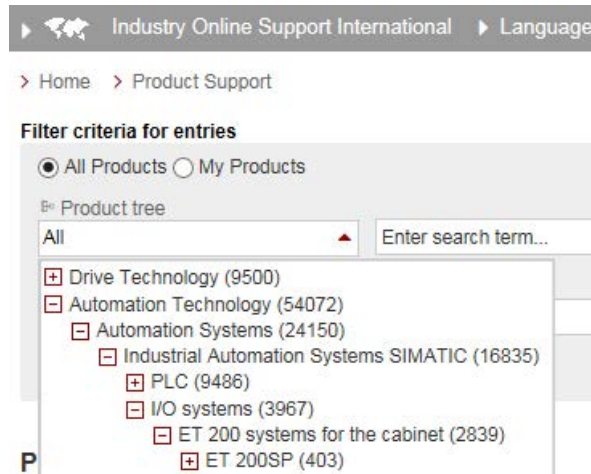 Industry Online Support International Language
Home Product Support
Filter criteria for entries
All Products My Products
Product tree
All Enter search term...
Drive Technology (9500)
Automation Technology (54072)
Automation Systems (24150)
Industrial Automation Systems SIMATIC (16835)
PLC (9486)
I/O systems (3967)
ET 200 systems for the cabinet (2839)
P ET 200SP (403)